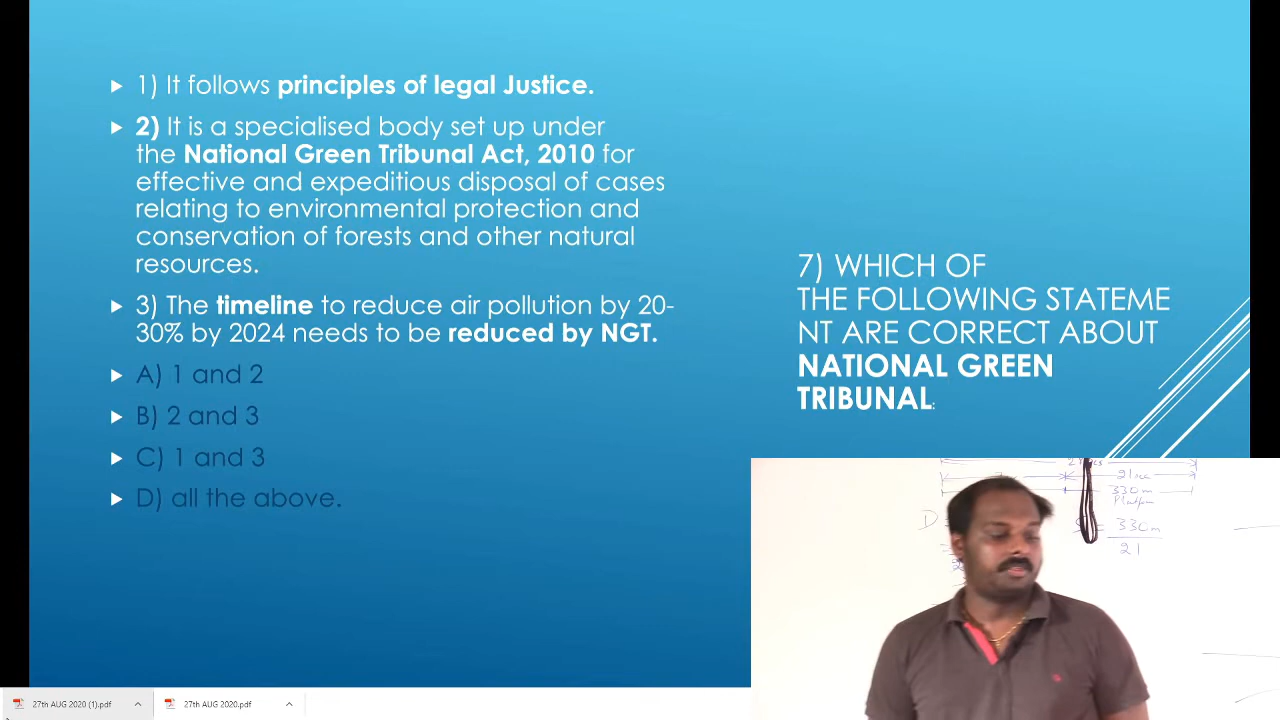 1) It follows principles of legal Justice.
2) It is a specialised body set up under
the National Green Tribunal Act, 2010 for
effective and expeditious disposal of cases
relating to environmental protection and
conservation of forests and other natural
resources.
3) The timeline to reduce air pollution by 20-
30% by 2024 needs to be reduced by NGT.
A) 1 and 2
B) 2 and 3
C) 1 and 3
D) all the above.
7) WHICH OF
THE FOLLOWING STATEME
NT ARE CORRECT ABOUT
NATIONAL GREEN
TRIBUNAL:
21 sec
330m
Platform
D
330m
21
27th AUG 2020 (1).pdf
27th AUG 2020.pdf